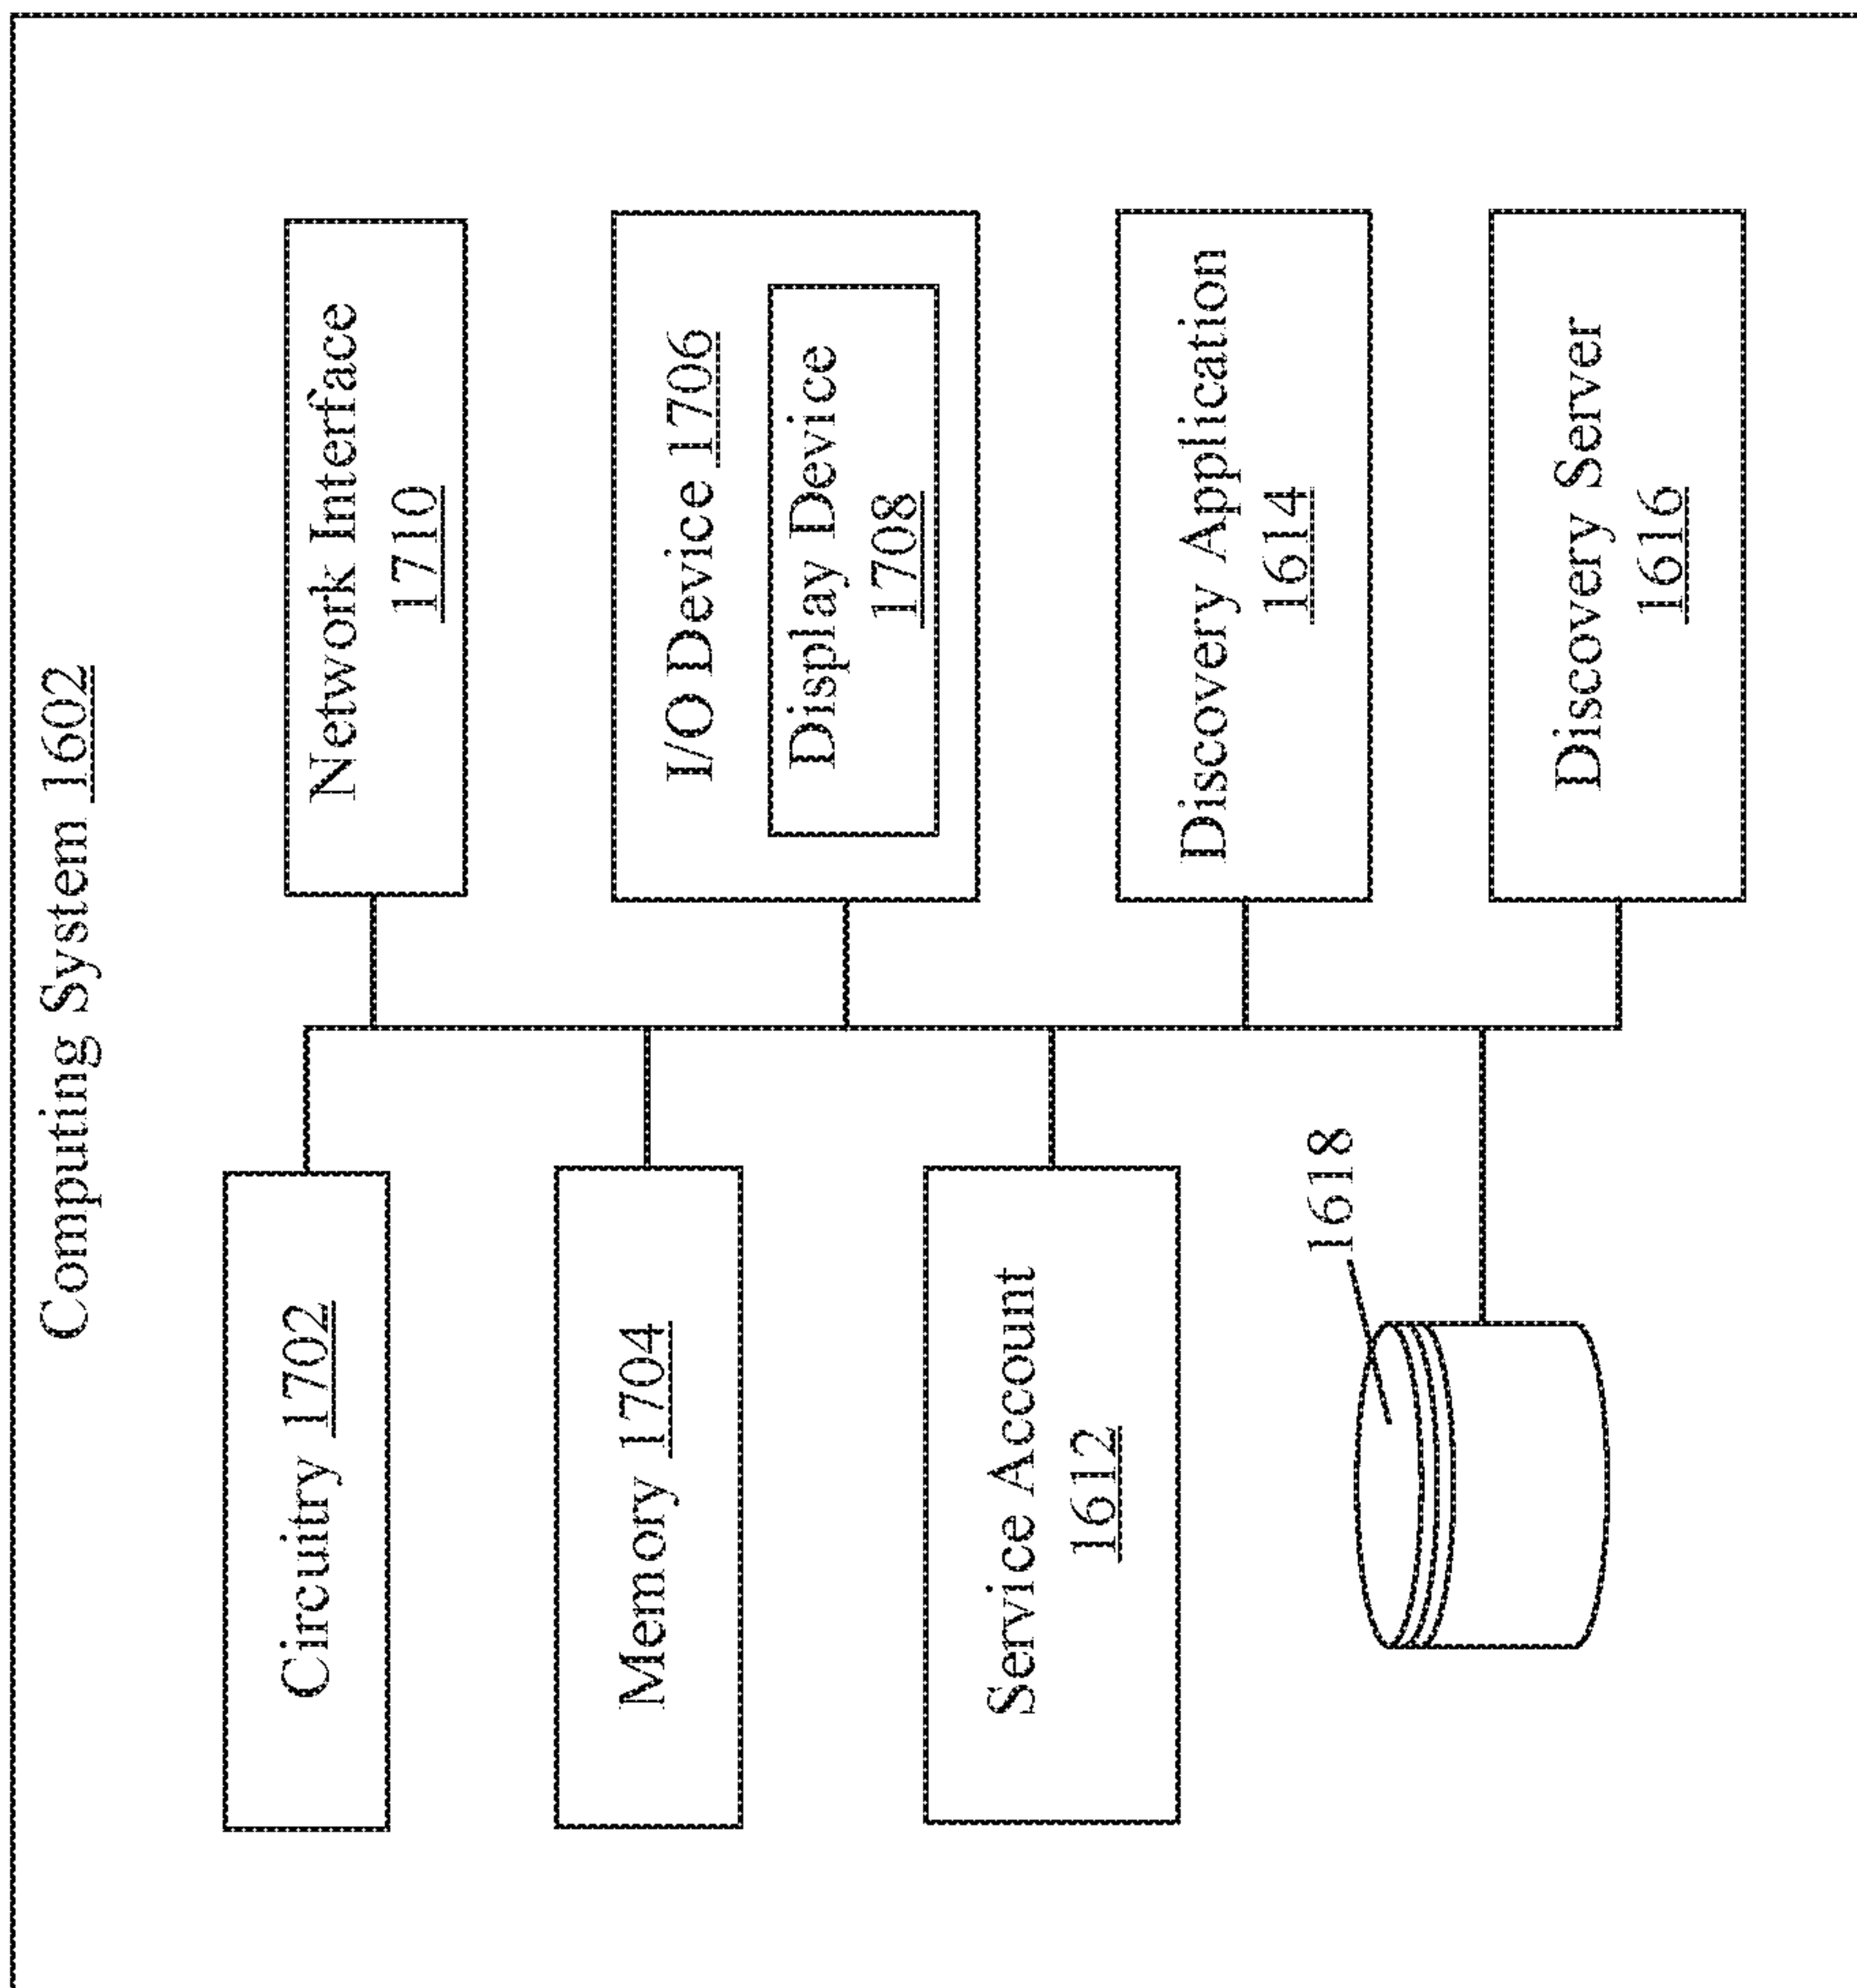 Computing System 1602
Circuitry 1702
Memory 1704
Service Account
1612
1618
Network Interface
1710
I/O Device 1706
Display Device
1708
Discovery Application
1614
Discovery Server
1616